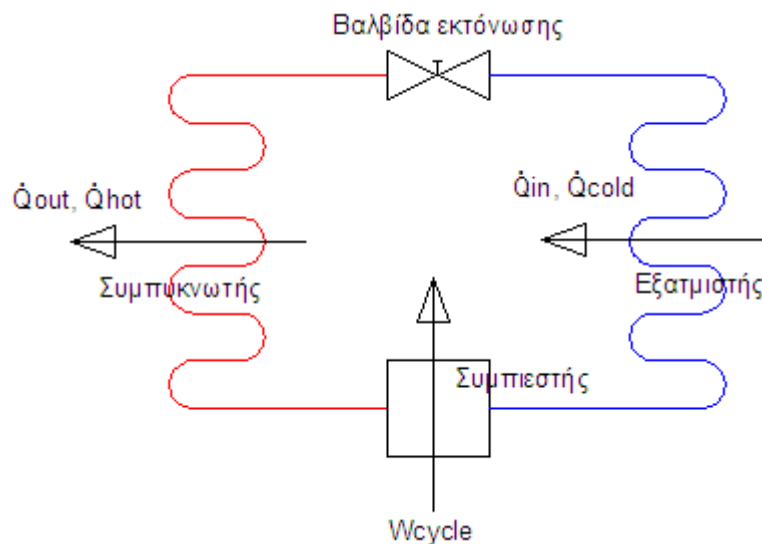 Βαλβίδα εκτόνωσης
Q̇out, Q̇hot
Q̇in, Q̇cold
Συμπυκνωτής
Εξατμιστής
Συμπιεστής
Wcycle